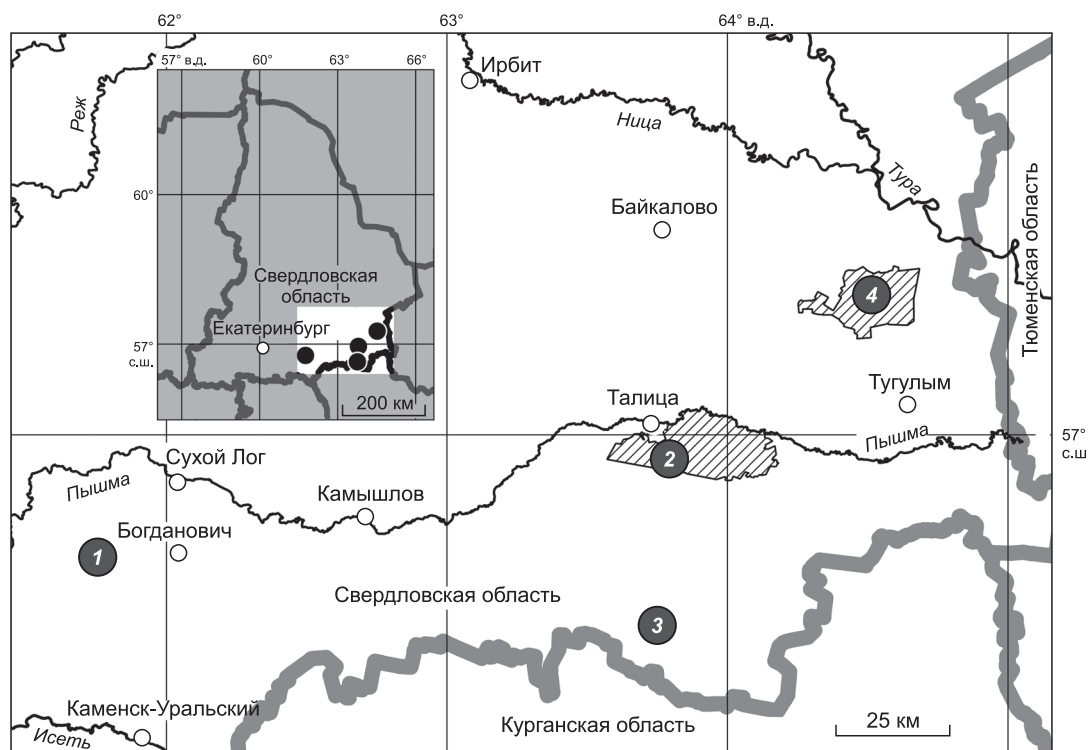 62°
63°
64° в.д.
57° в.д.
60°
63°
66°
Ирбит
Реж
Ница
Тура
60°
Байкалово
Тюменская область
Свердловская
область
4
Екатеринбург
57°
с.ш.
200 км
Тугулым
Талица
Пышма
57°
с.ш
2
Сухой Лог
Пышма
Камышлов
Богданович
1
Свердловская область
3
Каменск-Уральский
Исеть
Курганская область
25 км